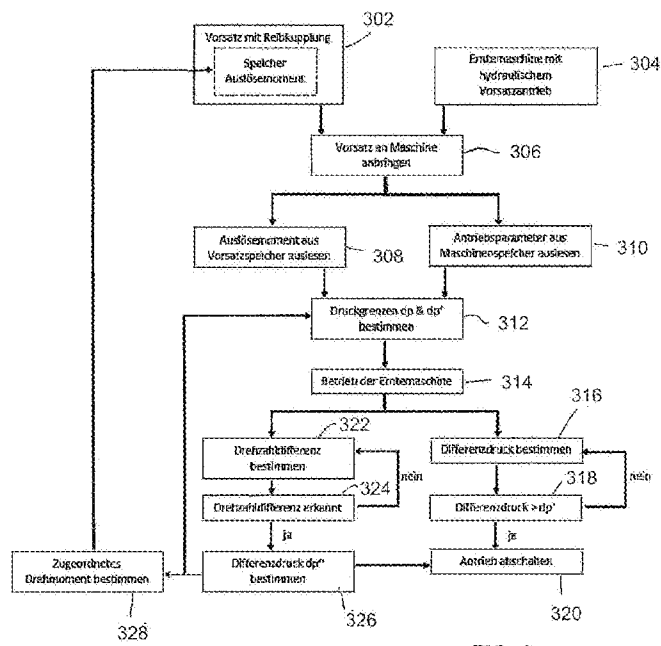 302
Vorsatz mit Reibkupplung
Speicher
Auslösemoment
Erntemaschine mit
hydraulischem
Vorsatzantrieb
304
Vorsatz an Maschine
anbringen
306
Auslösemoment aus
Vorsatzspeicher auslesen
308
Antriebsparameter aus
Maschinenspeicher auslesen
310
Druckgrenzen dp & dp'
bestimmen
312
Betrieb der Erntemaschine
314
322
316
Drehzahldifferenz
bestimmen
nein
Differenzdruck bestimmen
nein
324
318
Drehzahldifferenz erkannt
Differenzdruck > dp'
ja
ja
Zugeordnetes
Drehmoment bestimmen
Differenzdruck dp''
bestimmen
Antrieb abschalten
328
326
320